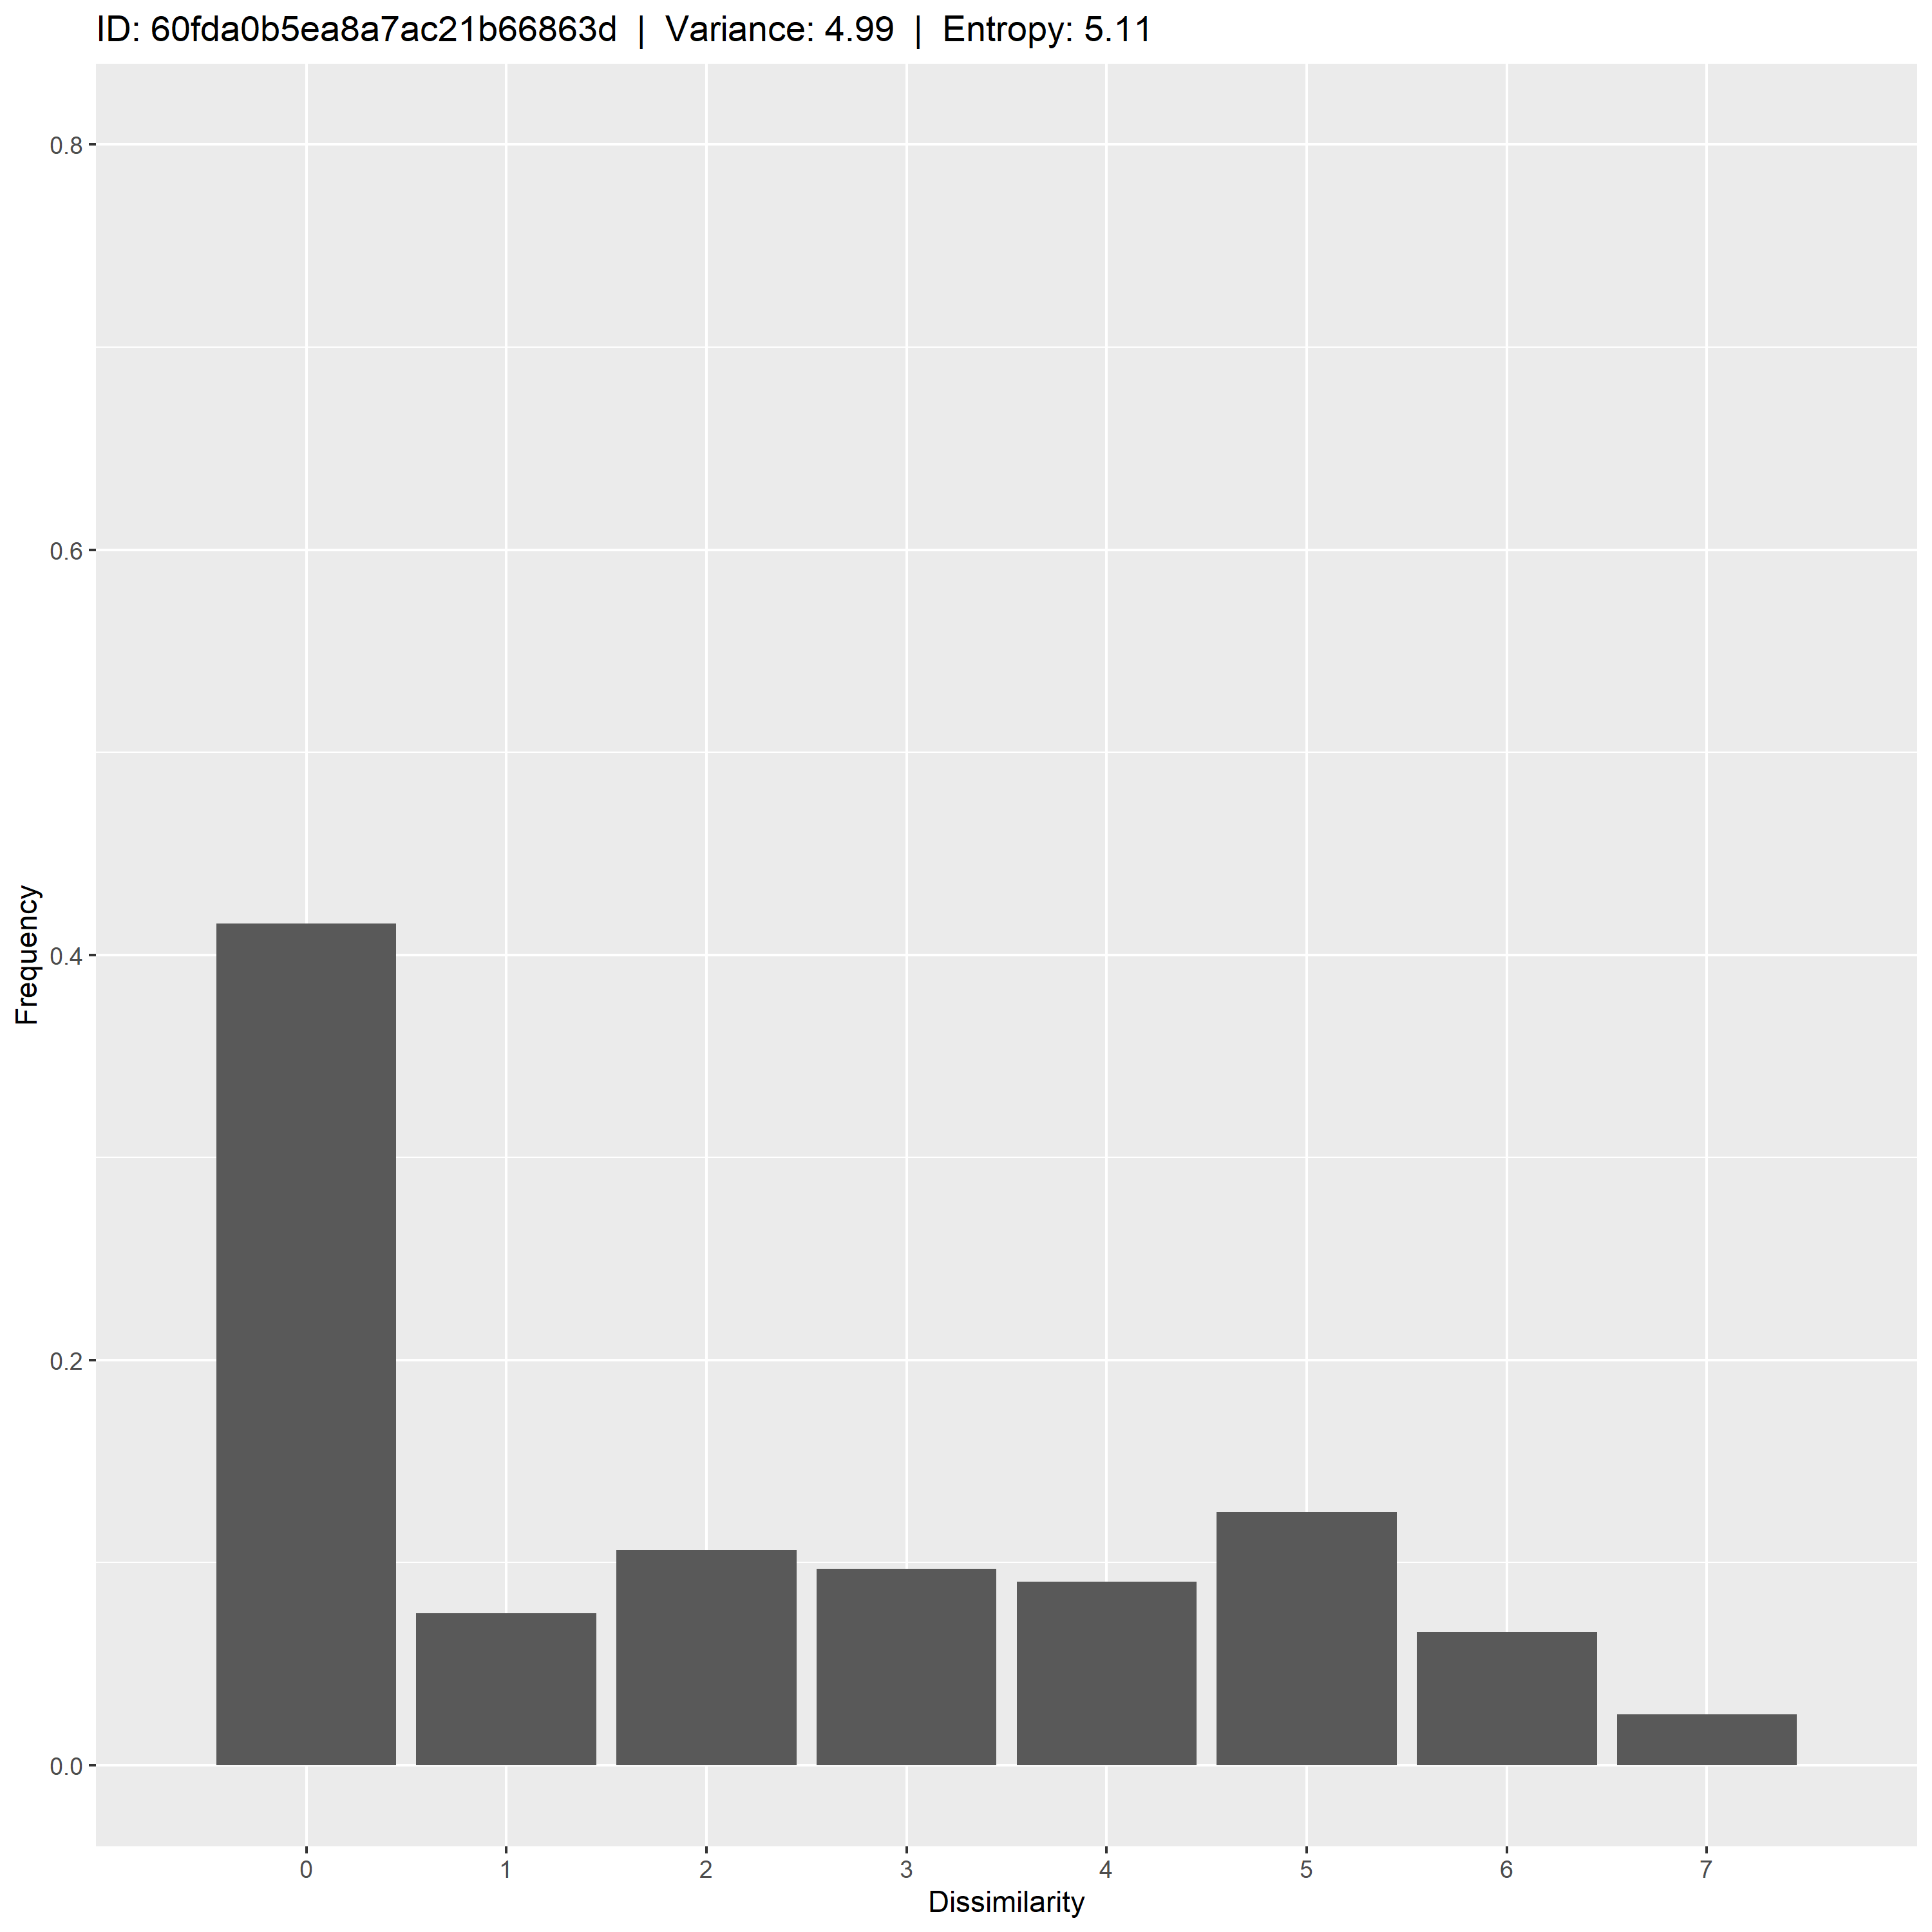 ID: 60fda0b5ea8a7ac21b66863d | Variance: 4.99 | Entropy: 5.11
0.8
0.6
0.4
0.2
0.0
Frequency
0 1 2 3 4 5 6 7
Dissimilarity